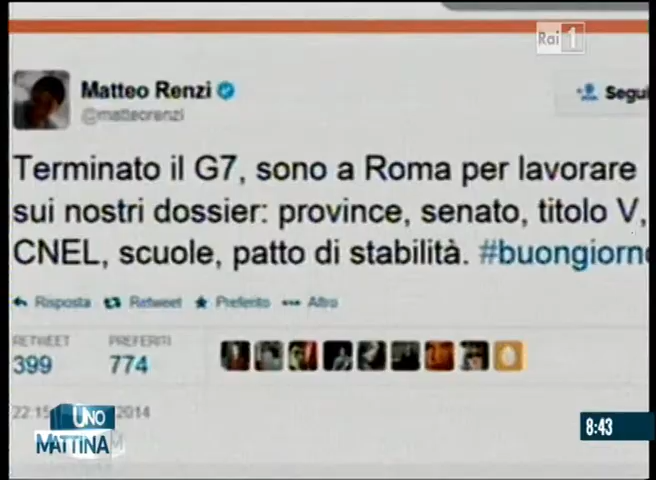 Rai 1
Matteo Renzi
@matteorenzi
Segui
Terminato il G7, sono a Roma per lavorare
sui nostri dossier: province, senato, titolo V,
CNEL, scuole, patto di stabilità. #buongiorno
Risposta Retweet Preferito Altro
RETWEET PREFERITI
399 774
22:15 2014
UNO
MATTINA
8:43